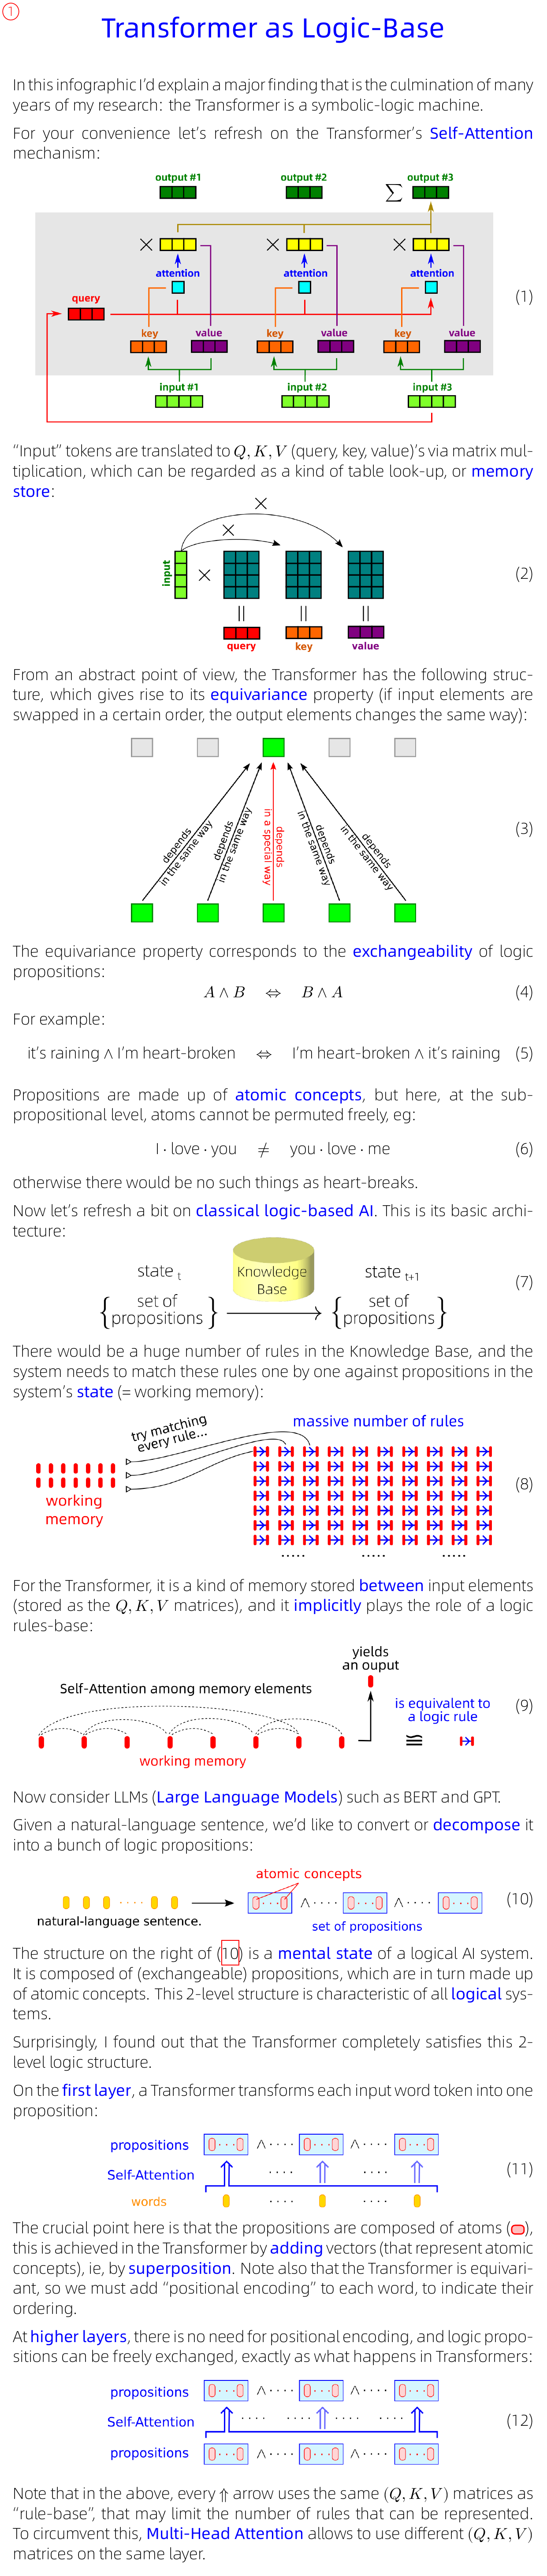 ①
Transformer as Logic-Base
In this infographic I'd explain a major finding that is the culmination of many
years of my research: the Transformer is a symbolic-logic machine.
For your convenience let's refresh on the Transformer's Self-Attention
mechanism:
output #1 output #2 ∑ output #3
× × ×
attention attention attention
query
(1)
key value key value key value
input #1 input #2 input #3
"Input" tokens are translated to Q, K, V (query, key, value)'s via matrix mul-
tiplication, which can be regarded as a kind of table look-up, or memory
store:
×
×
input × (2)
|| || ||
query key value
From an abstract point of view, the Transformer has the following struc-
ture, which gives rise to its equivariance property (if input elements are
swapped in a certain order, the output elements changes the same way):
depends in the same way
depends in the same way
depends in a special way
depends in the same way
depends in the same way
(3)
The equivariance property corresponds to the exchangeability of logic
propositions:
A ∧ B ⇔ B ∧ A (4)
For example:
it's raining ∧ I'm heart-broken ⇔ I'm heart-broken ∧ it's raining (5)
Propositions are made up of atomic concepts, but here, at the sub-
propositional level, atoms cannot be permuted freely, eg:
I · love · you ≠ you · love · me (6)
otherwise there would be no such things as heart-breaks.
Now let's refresh a bit on classical logic-based AI. This is its basic archi-
tecture:
state t Knowledge Base state t+1
(7)
{set of propositions} → {set of propositions}
There would be a huge number of rules in the Knowledge Base, and the
system needs to match these rules one by one against propositions in the
system's state (= working memory):
try matching every rule...
massive number of rules
working memory
(8)
····· ····· ·····
For the Transformer, it is a kind of memory stored between input elements
(stored as the Q, K, V matrices), and it implicitly plays the role of a logic
rules-base:
yields an ouput
Self-Attention among memory elements
is equivalent to a logic rule
(9)
≅
working memory
Now consider LLMs (Large Language Models) such as BERT and GPT.
Given a natural-language sentence, we'd like to convert or decompose it
into a bunch of logic propositions:
atomic concepts
····· → ··· ∧ ···· ··· ∧ ···· ··· (10)
natural-language sentence. set of propositions
The structure on the right of (10) is a mental state of a logical AI system.
It is composed of (exchangeable) propositions, which are in turn made up
of atomic concepts. This 2-level structure is characteristic of all logical sys-
tems.
Surprisingly, I found out that the Transformer completely satisfies this 2-
level logic structure.
On the first layer, a Transformer transforms each input word token into one
proposition:
propositions ··· ∧ ···· ··· ∧ ···· ···
Self-Attention ···· ···· (11)
words ···· ····
The crucial point here is that the propositions are composed of atoms (),
this is achieved in the Transformer by adding vectors (that represent atomic
concepts), ie, by superposition. Note also that the Transformer is equivari-
ant, so we must add "positional encoding" to each word, to indicate their
ordering.
At higher layers, there is no need for positional encoding, and logic propo-
sitions can be freely exchanged, exactly as what happens in Transformers:
propositions ··· ∧ ···· ··· ∧ ···· ···
Self-Attention ···· ···· ···· ···· (12)
propositions ··· ∧ ···· ··· ∧ ···· ···
Note that in the above, every ⇑ arrow uses the same (Q, K, V) matrices as
"rule-base", that may limit the number of rules that can be represented.
To circumvent this, Multi-Head Attention allows to use different (Q, K, V)
matrices on the same layer.